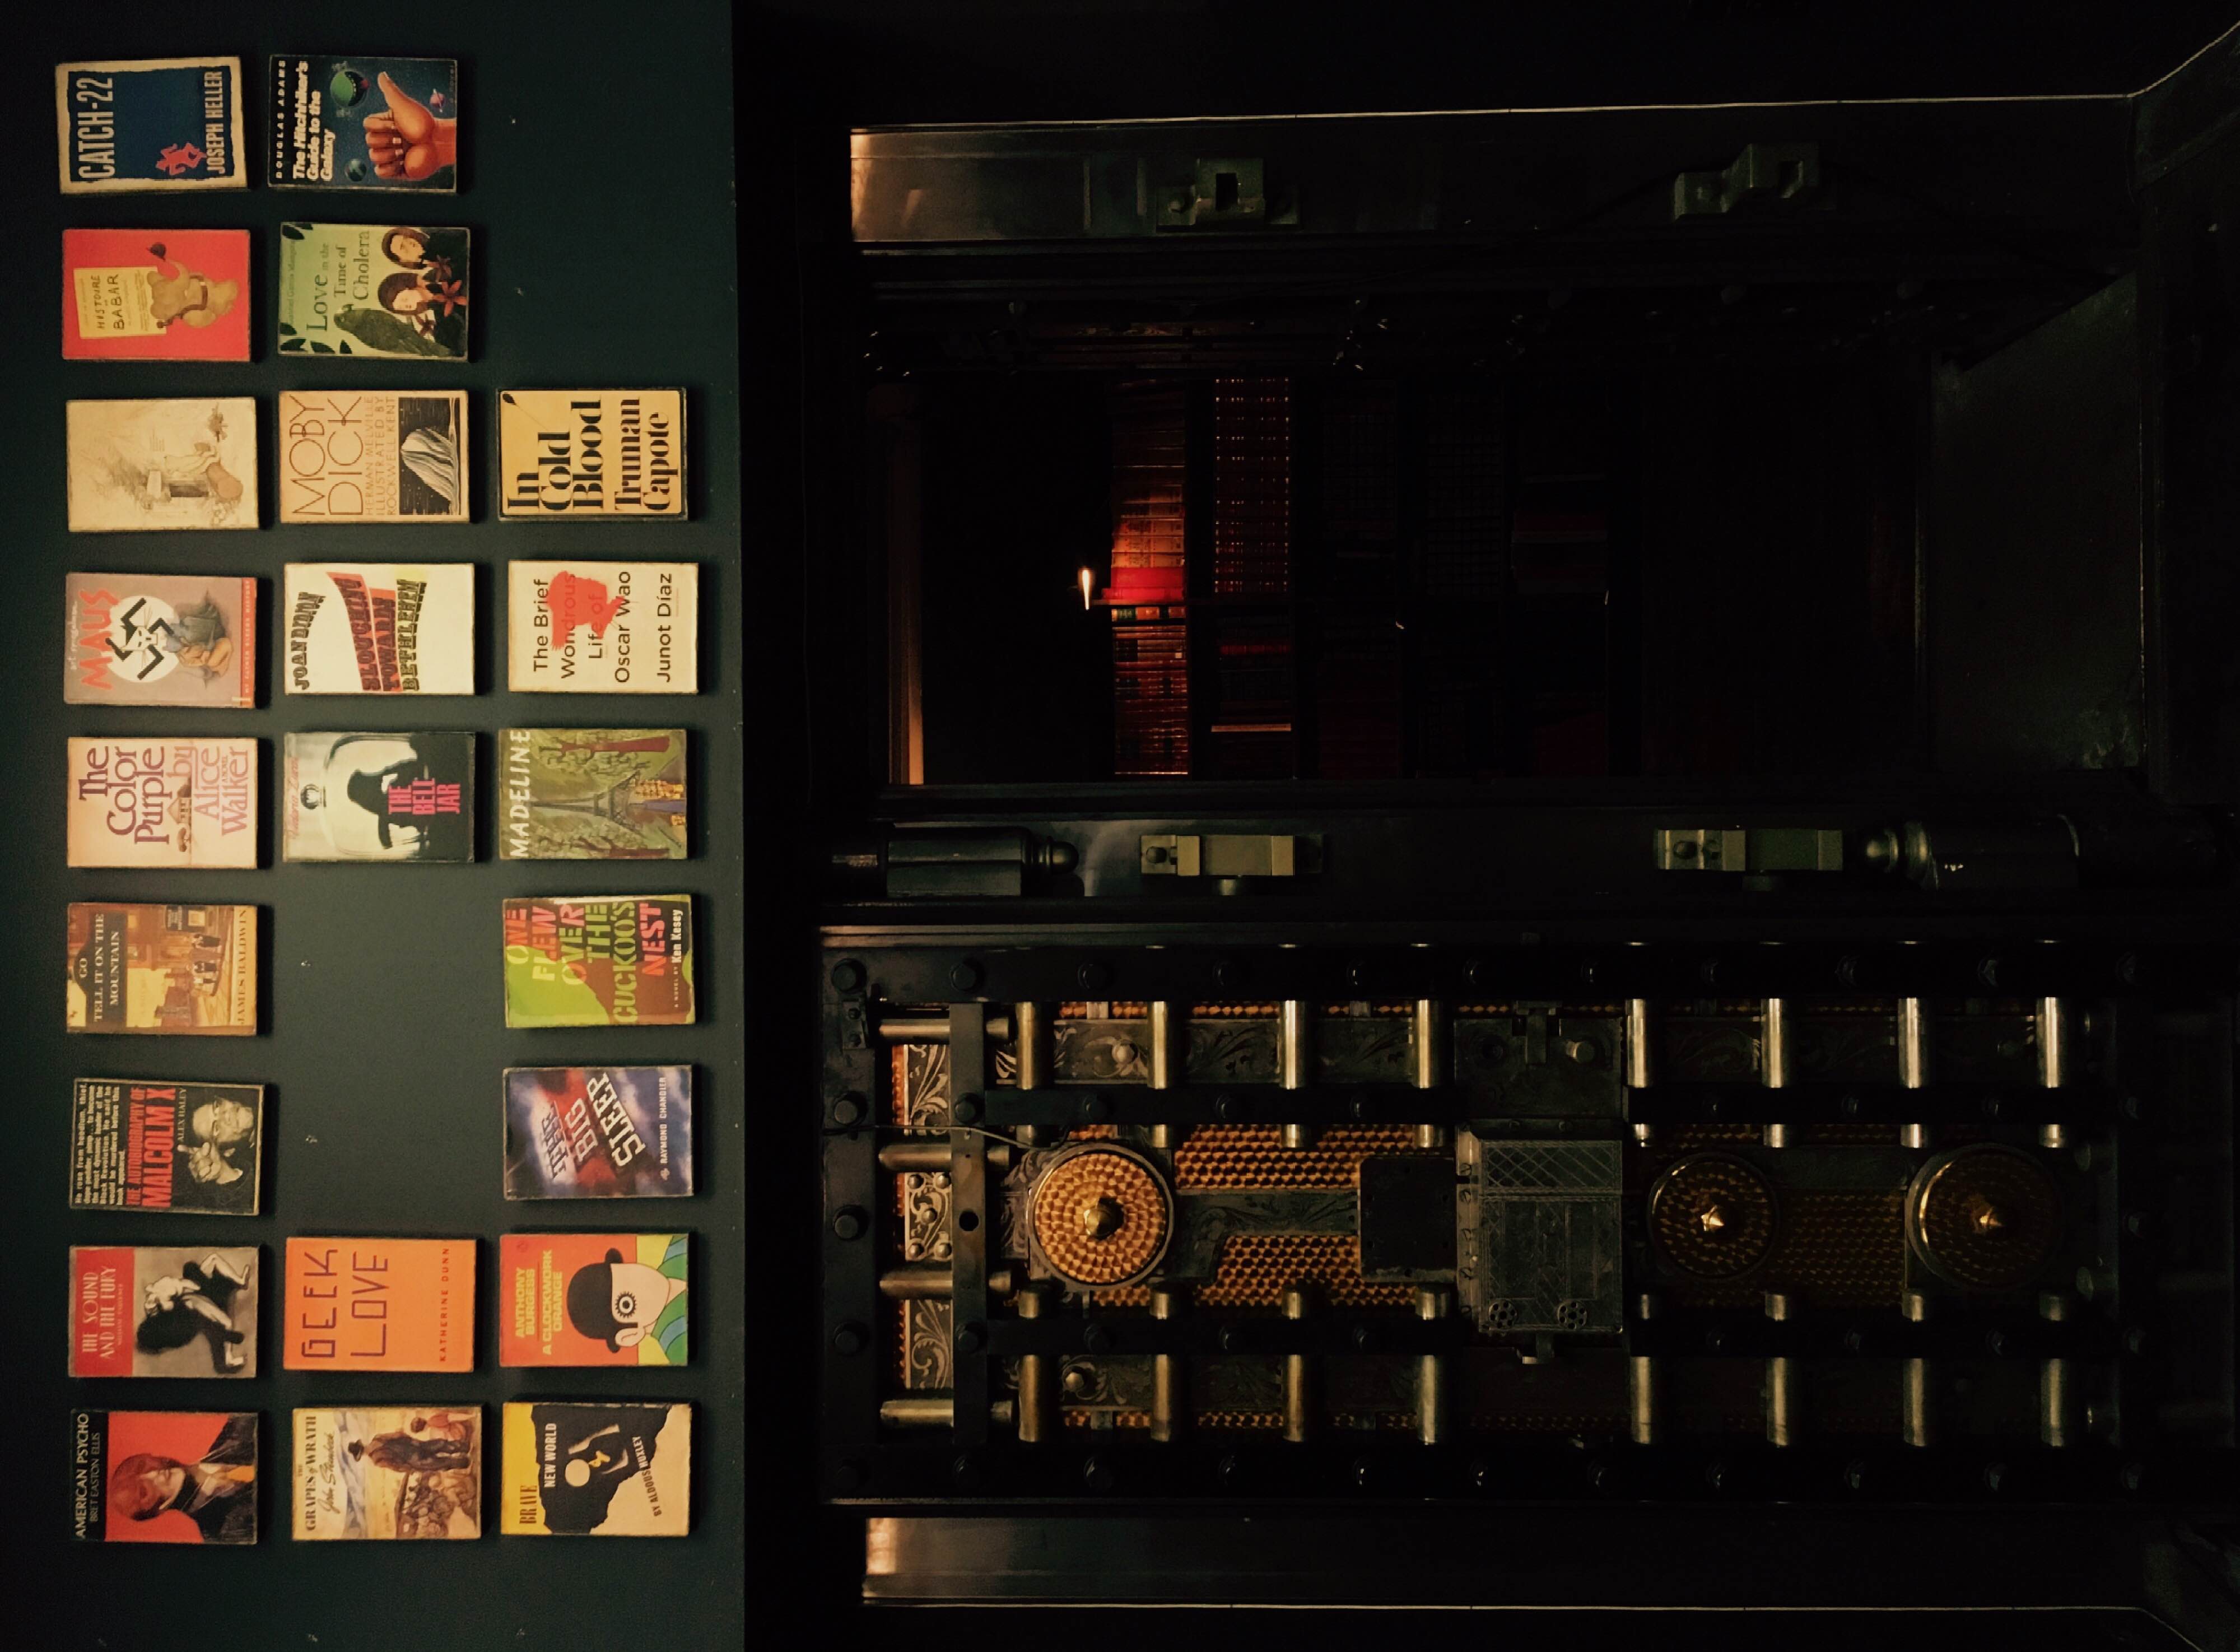 AMERICAN PSYCHO
BRET EASTON ELLIS
THE SOUND
AND THE FURY
WILLIAM FAULKNER
He rose from hoodlum, thief,
dope peddler, pimp... to become
the most dynamic leader of the
Black Revolution. He said he
would be murdered before this
book appeared.
THE AUTOBIOGRAPHY OF
MALCOLM X
ALEX HALEY
GO
TELL IT ON THE
MOUNTAIN
JAMES BALDWIN
The
Color
Purple
by
Alice
A NOVEL
Walker
art spiegelman
MAUS
MY FATHER BLEEDS HISTORY
HISTOIRE
DE
BABAR
CATCH-22
JOSEPH HELLER
THE
GRAPES of WRATH
John Steinbeck
GEEK
LOVE
KATHERINE DUNN
Victoria Lucas
THE
BELL
JAR
JOAN DIDION
SLOUCHING
TOWARDS
BETHLEHEM
MOBY
DICK
HERMAN MELVILLE
ILLUSTRATED BY
ROCKWELL KENT
Gabriel García Márquez
Love in the
Time of
Cholera
DOUGLAS ADAMS
The Hitchhiker's
Guide to the
Galaxy
A NOVEL
BRAVE
NEW WORLD
BY ALDOUS HUXLEY
ANTHONY
BURGESS
A CLOCKWORK
ORANGE
THE
BIG
SLEEP
By RAYMOND CHANDLER
ONE
FLEW
OVER
THE
CUCKOO'S
NEST
A NOVEL BY Ken Kesey
MADELINE
The Brief
Wondrous
Life of
Oscar Wao
Junot Díaz
In
Cold
Blood
Truman
Capote